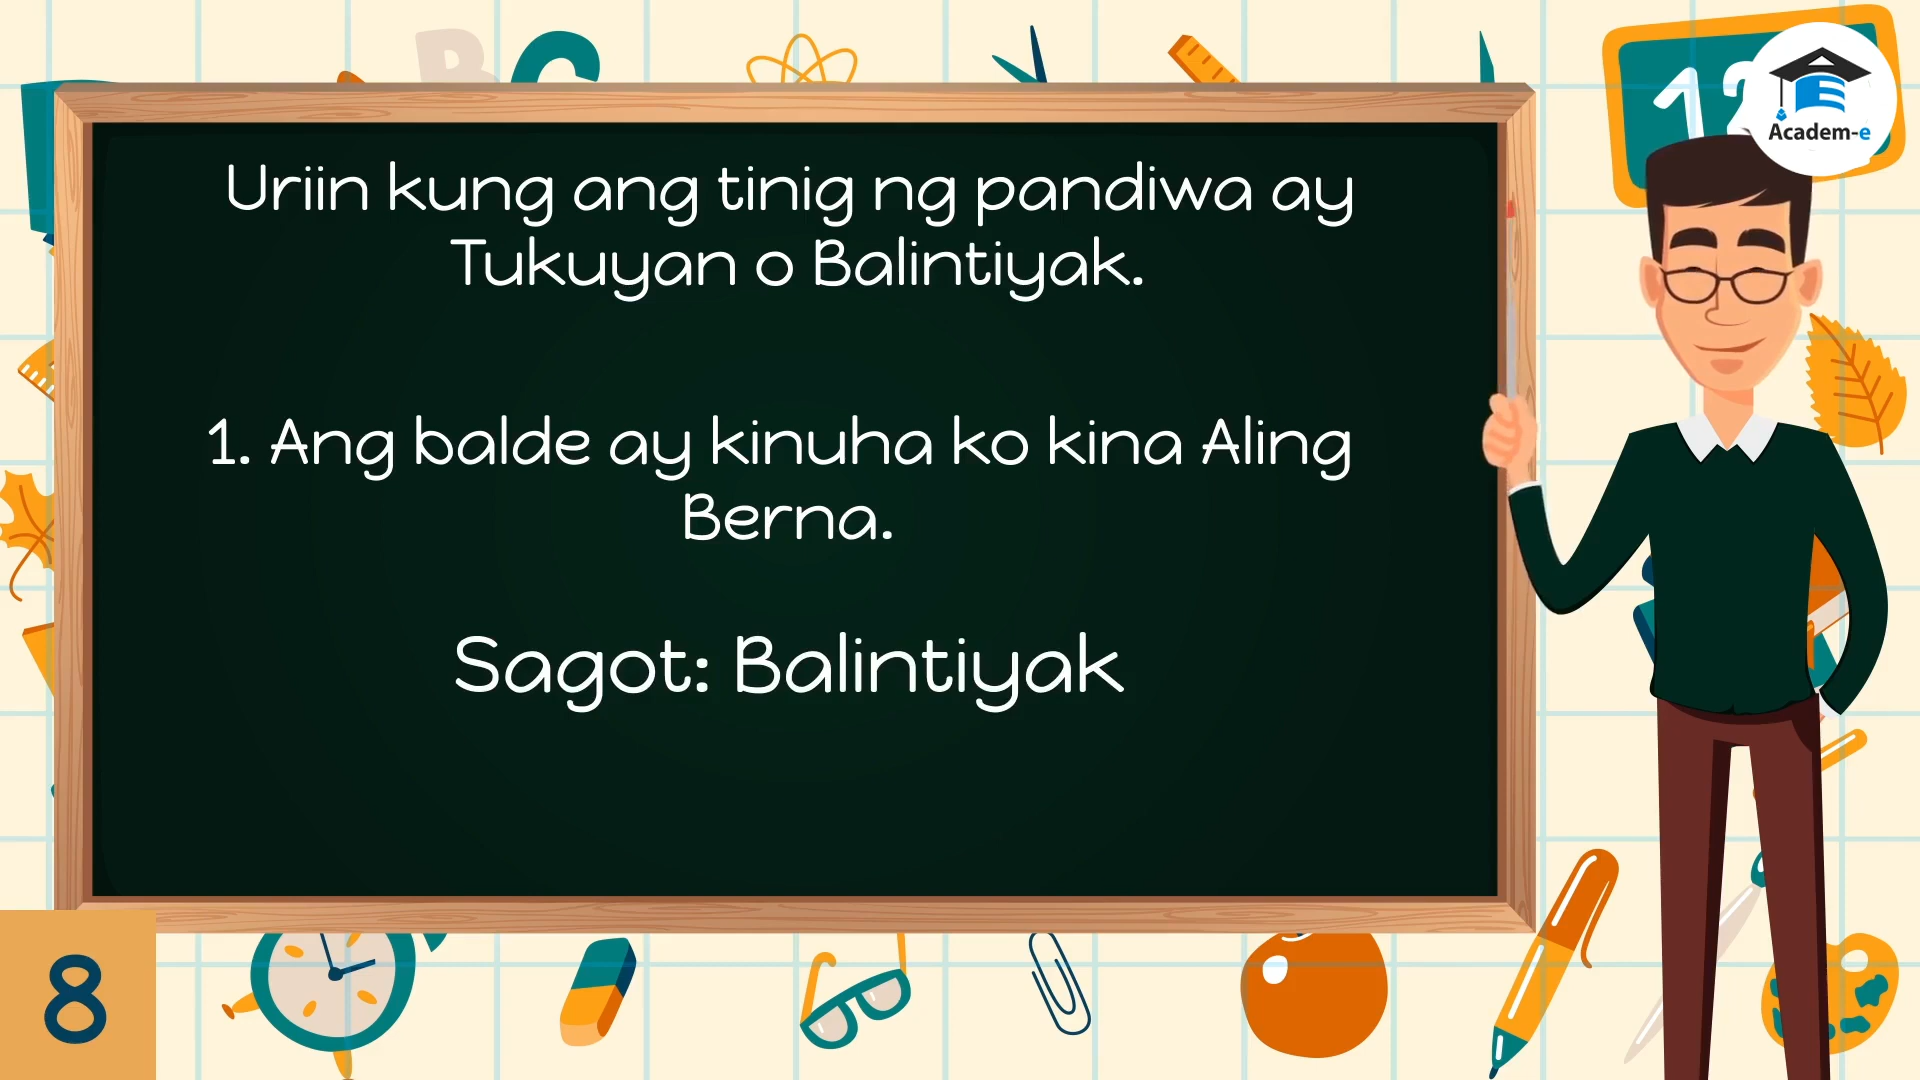 B C
12
Academ-e
Uriin kung ang tinig ng pandiwa ay
Tukuyan o Balintiyak.
1. Ang balde ay kinuha ko kina Aling
Berna.
Sagot: Balintiyak
8